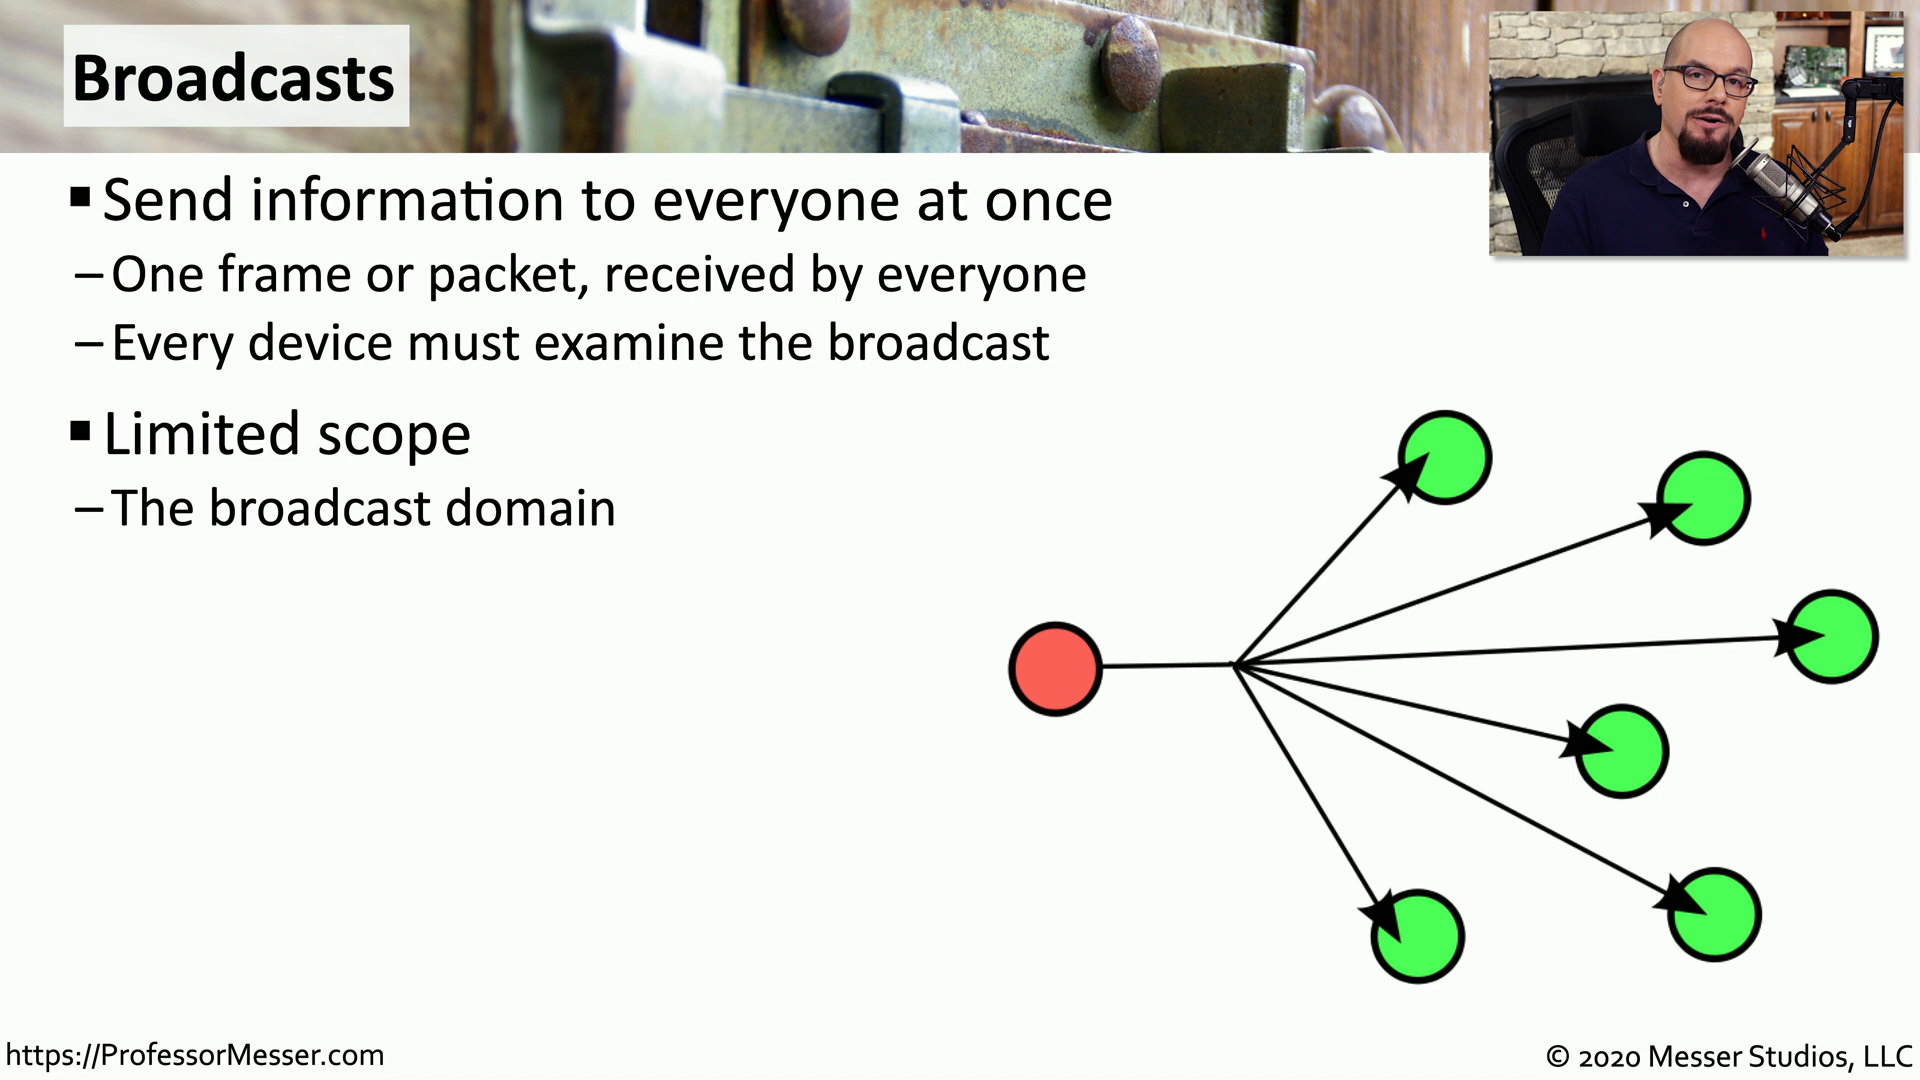 Broadcasts
▪ Send information to everyone at once
– One frame or packet, received by everyone
– Every device must examine the broadcast
▪ Limited scope
– The broadcast domain
https://ProfessorMesser.com
© 2020 Messer Studios, LLC